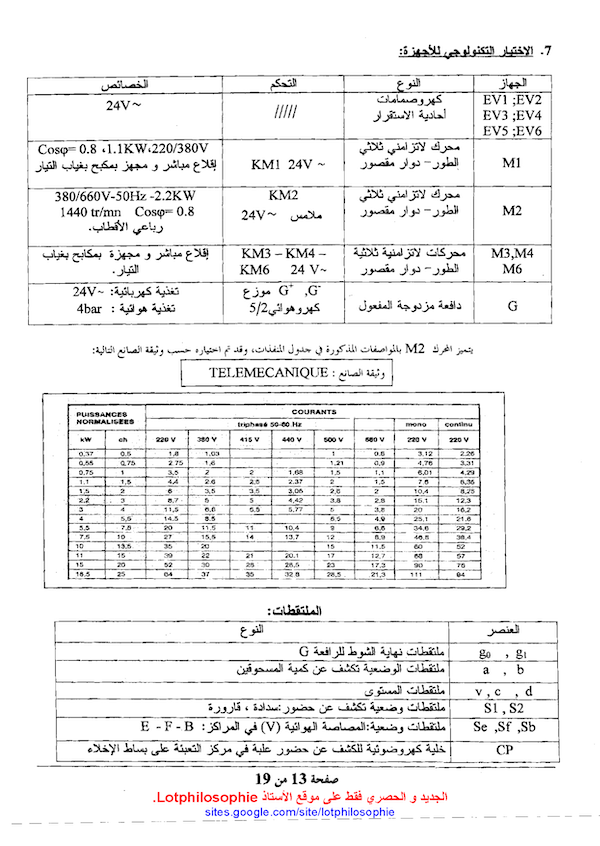 7. الاختيار التكنولوجي للأجهزة:
الجهاز النوع التحكم الخصائص
EV1 ;EV2 كهروصمامات ///// 24V ~
EV3 ;EV4 أحادية الاستقرار
EV5 ;EV6
محرك لاتزامني ثلاثي Cosφ= 0.8 ،1.1KW،220/380V
M1 الطور – دوار مقصور KM1 24V ~ إقلاع مباشر و مجهز بمكبح بغياب التيار
محرك لاتزامني ثلاثي KM2 380/660V-50Hz -2.2KW
M2 الطور– دوار مقصور ملامس 24V ~ 1440 tr/mn Cosφ= 0.8
رباعي الأقطاب.
M3,M4 محركات لاتزامنية ثلاثية KM3 – KM4 – إقلاع مباشر و مجهزة بمكابح بغياب
M6 الطور– دوار مقصور KM6 24 V~ التيار.
G دافعة مزدوجة المفعول G⁺ ,G⁻ موزع تغذية كهربائية: 24V~
كهروهوائي 5/2 تغذية هوائية : 4bar
يتميز المحرك M2 بالمواصفات المذكورة في جدول المنفذات، وقد تم اختياره حسب وثيقة الصانع التالية:
وثيقة الصانع : TELEMECANIQUE
PUISSANCES NORMALISEES COURANTS
triphasé 50-60 Hz mono continu
kW ch 220 V 380 V 415 V 440 V 500 V 660 V 220 V 220 V
0,37 0,5 1,8 1,03 1 0,6 3,12 2,26
0,55 0,75 2.75 1,6 1,21 0,9 4,76 3,31
0,75 1 3,5 2 2 1,68 1,5 1,1 6,01 4,29
1,1 1,5 4,4 2,6 2,5 2.37 2 1,5 7,8 6,36
1,5 2 6 3,5 3,5 3,06 2,6 2 10,4 8,25
2,2 3 8,7 5 5 4,42 3,8 2,8 15,1 12,3
3 4 11,5 6,6 6,5 5,77 5 3,8 20 16,2
4 5,5 14,5 8,5 6,5 4,9 25,1 21,6
5,5 7,5 20 11,5 11 10,4 9 6,6 34,6 29,2
7,5 10 27 15,5 14 13,7 12 8,9 46,8 38,4
10 13,5 35 20 15 11,5 60 52
11 15 39 22 21 20,1 17 12,7 68 57
15 20 52 30 28 26,5 23 17,3 90 76
18,5 25 64 37 35 32,8 28,5 21,3 111 94
الملتقطات:
العنصر النوع
g₀ , g₁ ملتقطات نهاية الشوط للرافعة G
a , b ملتقطات الوضعية تكشف عن كمية المسحوقين
v , c , d ملتقطات المستوى
S1 , S2 ملتقطات وضعية تكشف عن حضور:سدادة ، قارورة
Se ,Sf ,Sb ملتقطات وضعية:المصاصة الهوائية (V) في المراكز: E - F - B
CP خلية كهروضوئية للكشف عن حضور علبة في مركز التعبئة على بساط الإخلاء
صفحة 13 من 19
الجديد و الحصري فقط على موقع الأستاذ Lotphilosophie.
sites.google.com/site/lotphilosophie